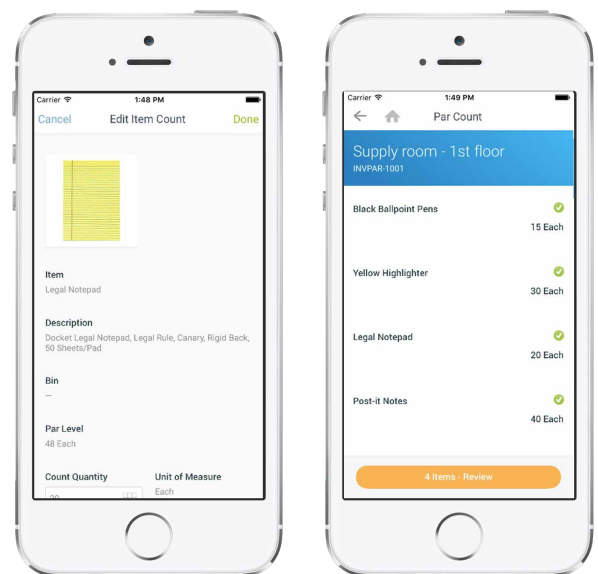 Carrier 1:48 PM
Cancel Edit Item Count Done
Item
Legal Notepad
Description
Docket Legal Notepad, Legal Rule, Canary, Rigid Back,
50 Sheets/Pad
Bin
—
Par Level
48 Each
Count Quantity Unit of Measure
20 Each
Carrier 1:49 PM
Par Count
Supply room - 1st floor
INVPAR-1001
Black Ballpoint Pens
15 Each
Yellow Highlighter
30 Each
Legal Notepad
20 Each
Post-it Notes
40 Each
4 Items - Review